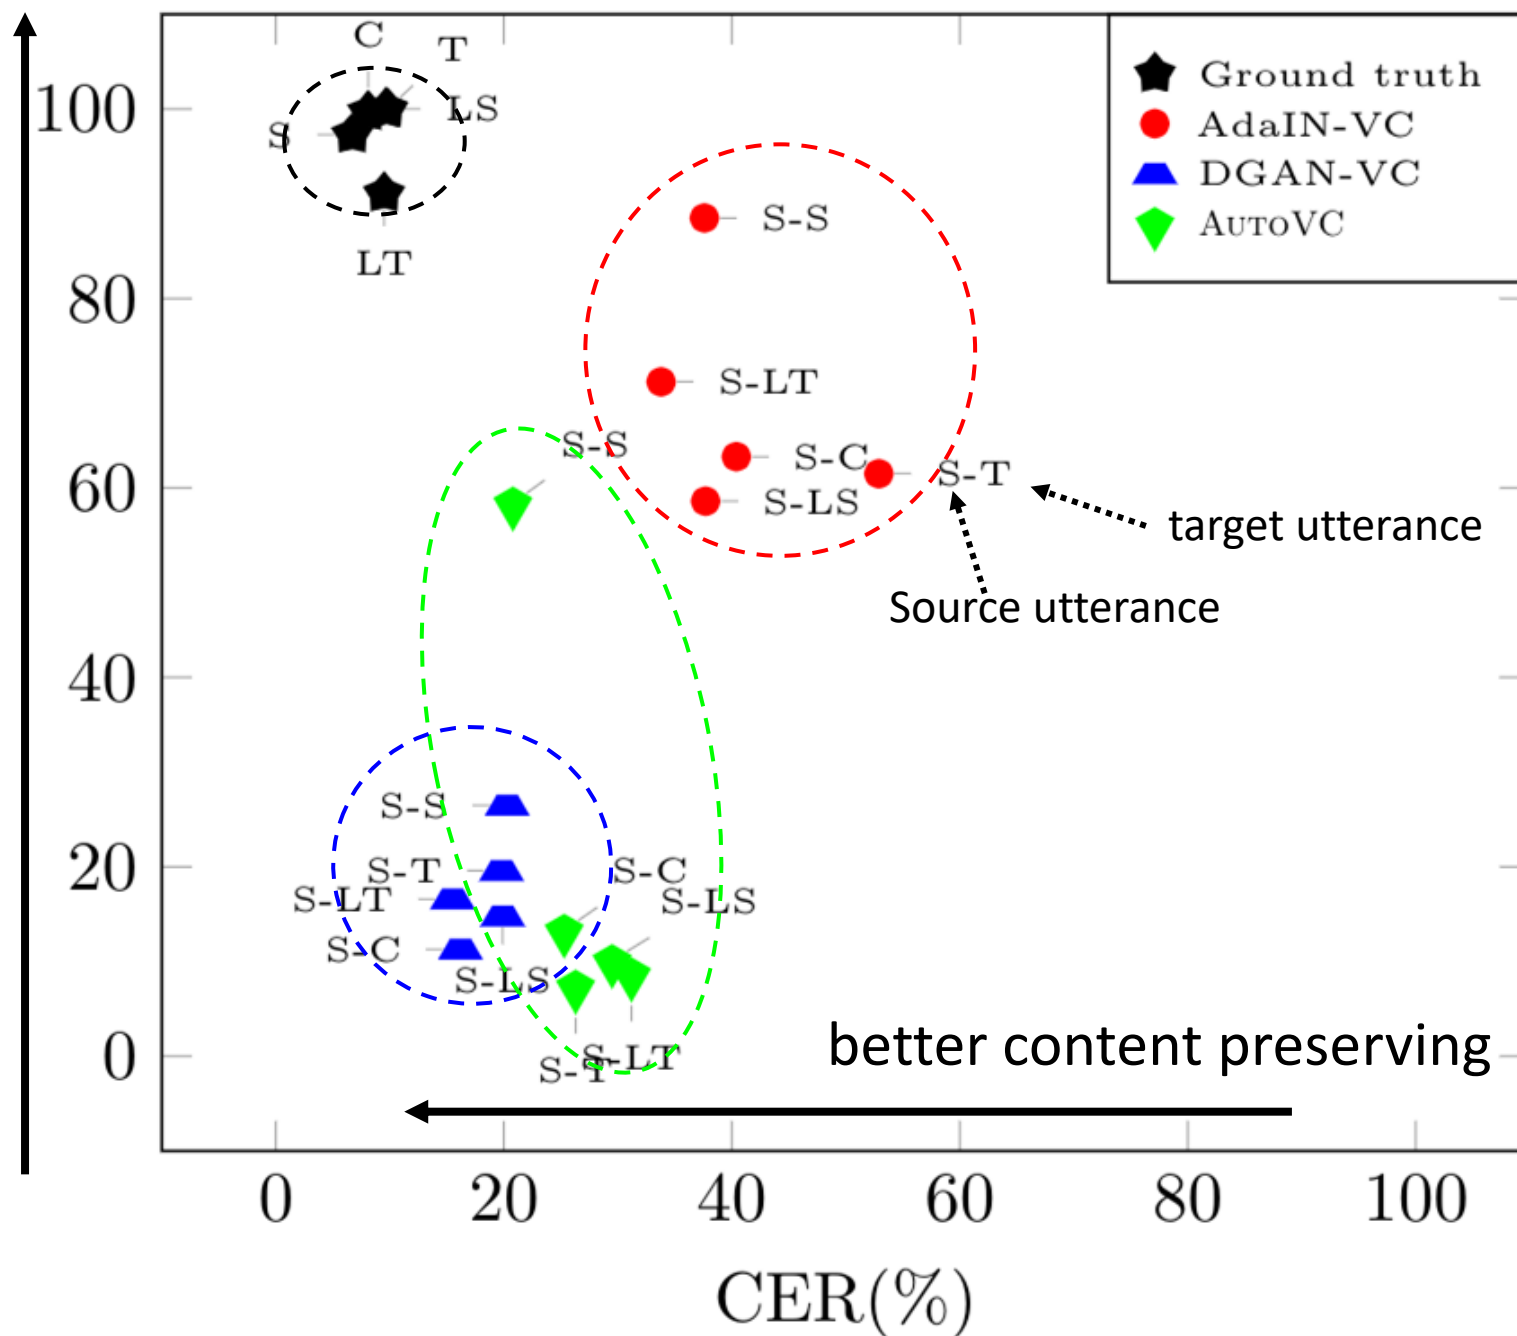 C
T
100
LS
S
LT
Ground truth
AdaIN-VC
DGAN-VC
AutoVC
S-S
80
S-LT
S-S
S-C
S-T
60
S-LS
target utterance
Source utterance
40
S-S
20
S-T
S-C
S-LT
S-LS
S-C
S-LS
0
S-T
S-LT
better content preserving
0 20 40 60 80 100
CER(%)